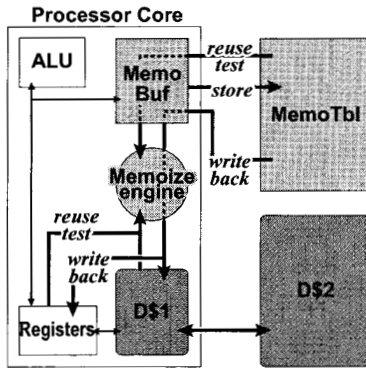 Processor Core
ALU
Memo
Buf
reuse
test
store
MemoTbl
write
back
Memoize
engine
reuse
test
write
back
D$1
D$2
Registers